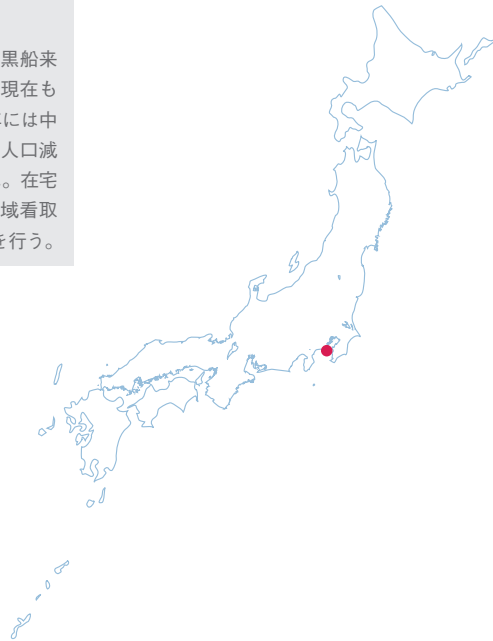 黒船来
現在も
には中
人口減
。在宅
域看取
を行う。